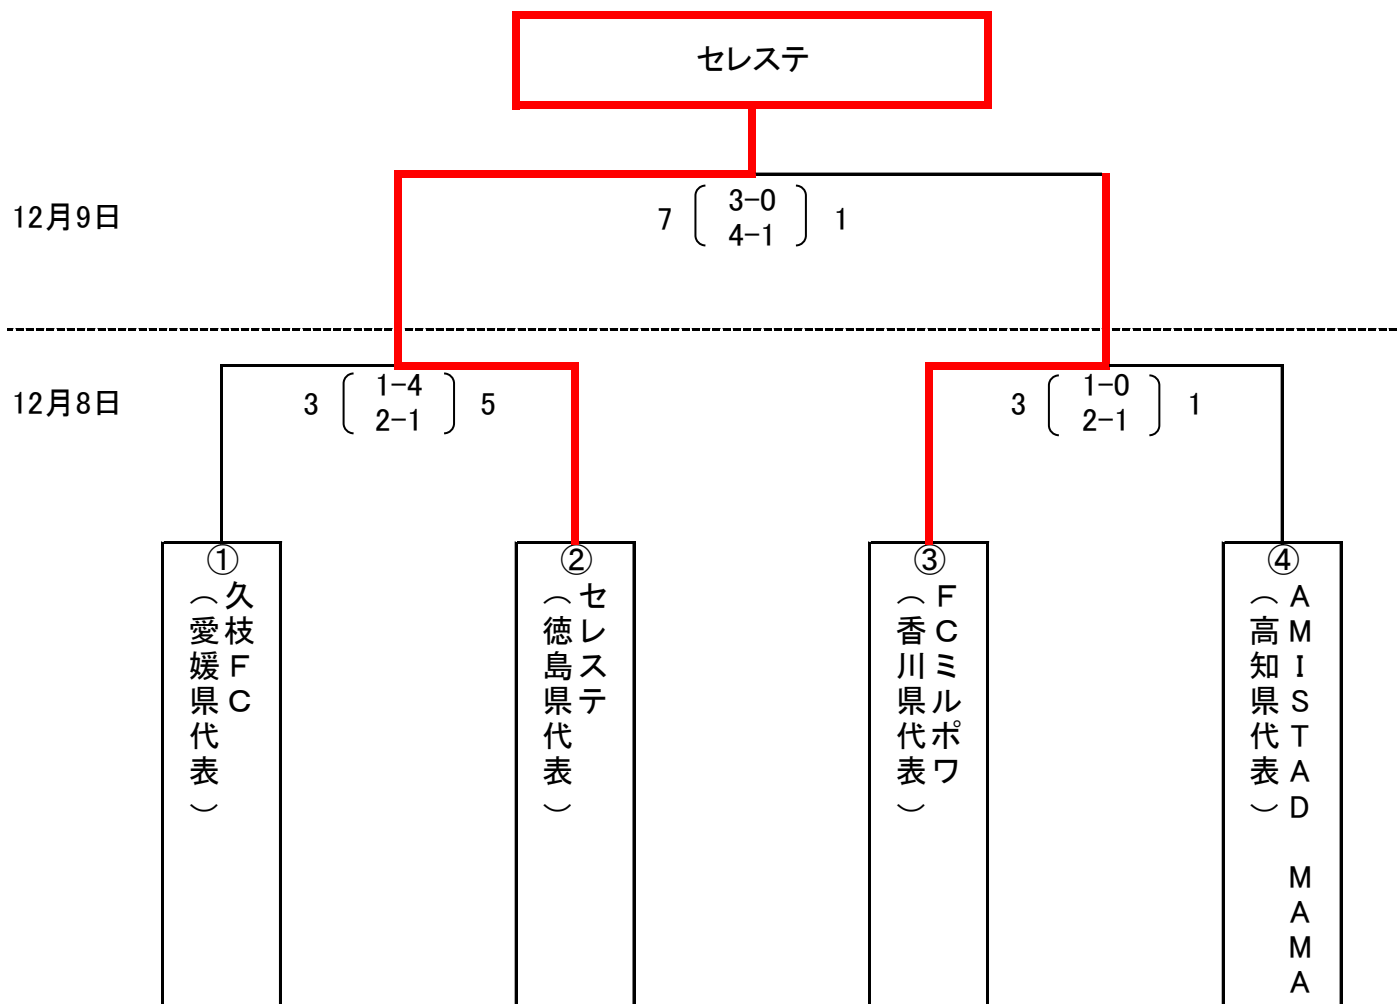 セレステ
12月9日
7 3-0 1
4-1
12月8日
3 1-4 5
2-1
3 1-0 1
2-1
①
久枝FC
（愛媛県代表）
②
セレステ
（徳島県代表）
③
FCミルポワ
（香川県代表）
④
AMISTAD MAMA
（高知県代表）